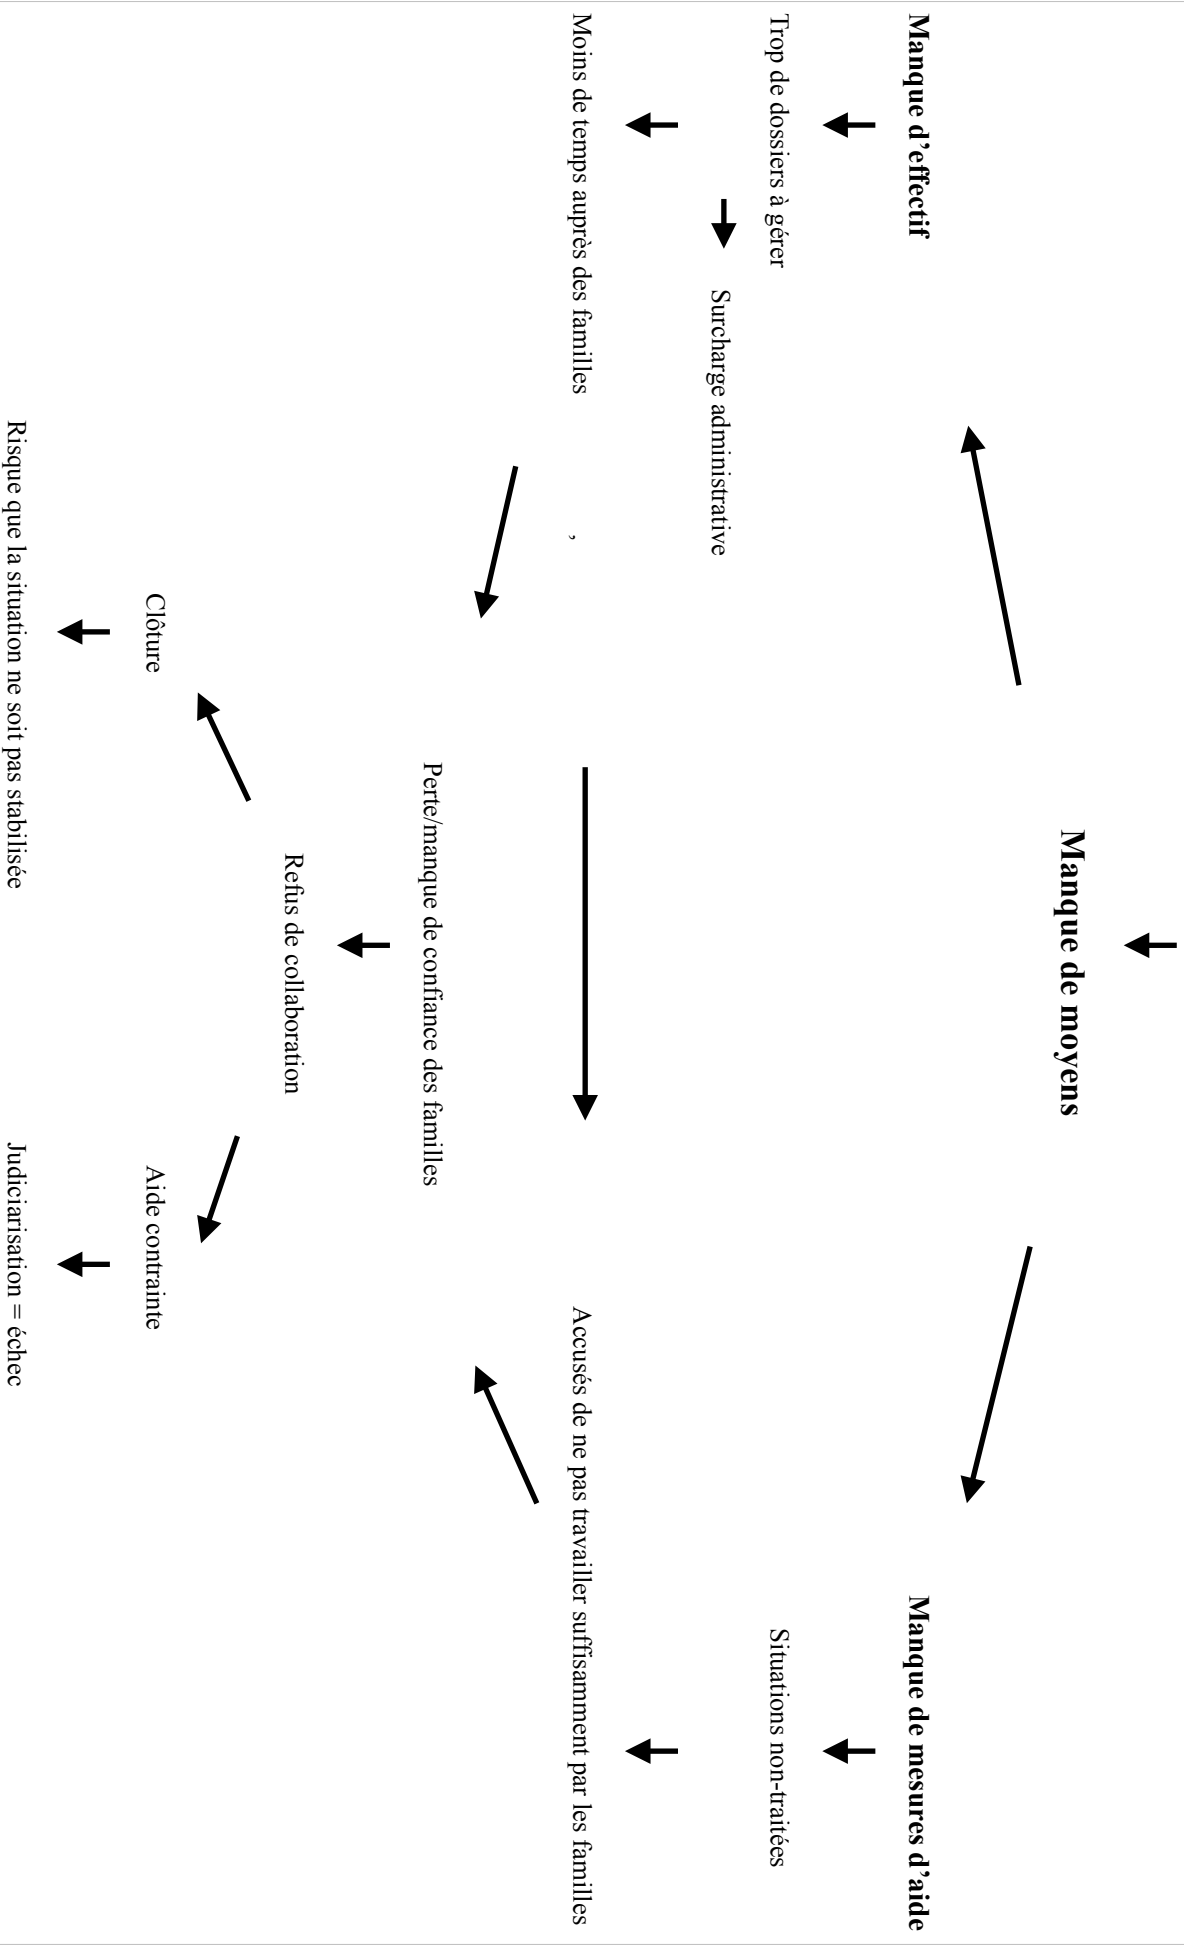 Manque de moyens
Manque d’effectif
Manque de mesures d’aide
Trop de dossiers à gérer
Situations non-traitées
Surcharge administrative
Moins de temps auprès des familles
,
Accusés de ne pas travailler suffisamment par les familles
Perte/manque de confiance des familles
Refus de collaboration
Clôture
Aide contrainte
Risque que la situation ne soit pas stabilisée
Judiciarisation = échec